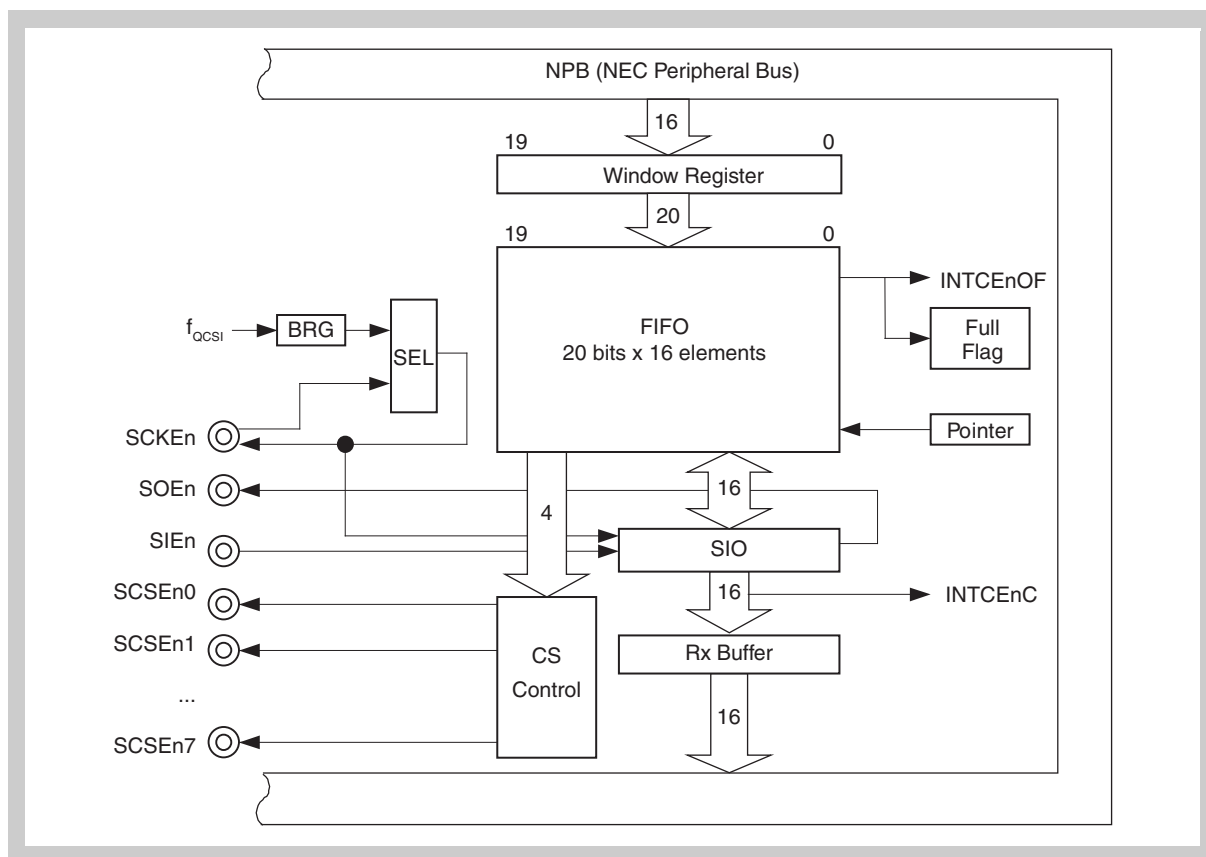 NPB (NEC Peripheral Bus)
16
19 0
Window Register
20
19 0
FIFO
20 bits x 16 elements
INTCEnOF
Full
Flag
Pointer
fQCSI
BRG
SEL
SCKEn
SOEn
SIEn
SCSEn0
SCSEn1
...
SCSEn7
4
16
SIO
16
INTCEnC
CS
Control
Rx Buffer
16